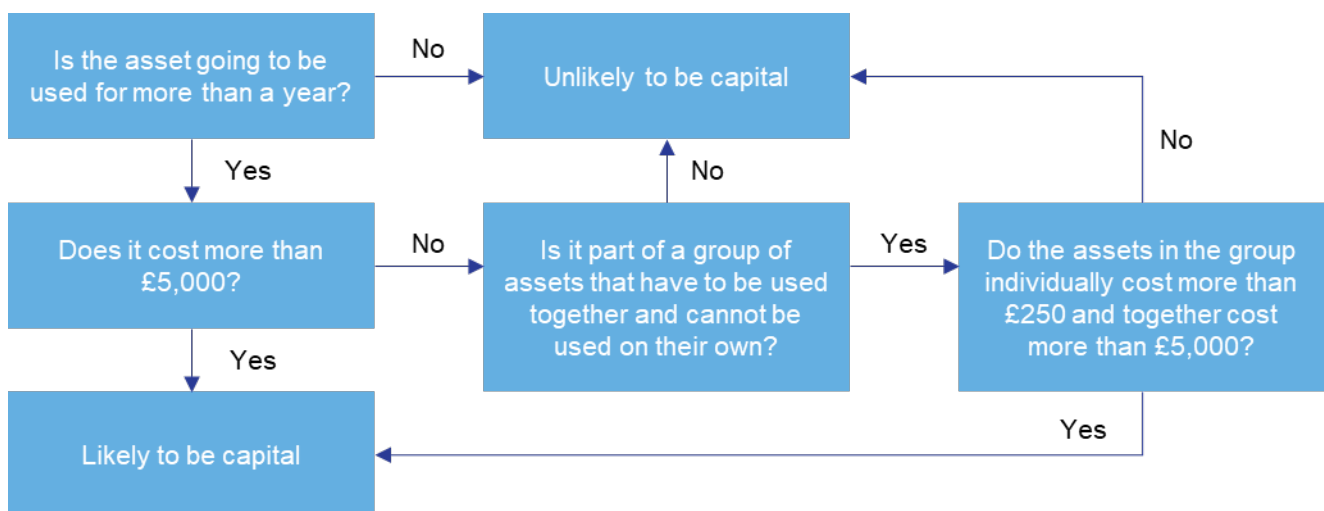 Is the asset going to be
used for more than a year?
No
Unlikely to be capital
No
Yes
No
Does it cost more than
£5,000?
No
Is it part of a group of
assets that have to be used
together and cannot be
used on their own?
Yes
Do the assets in the group
individually cost more than
£250 and together cost
more than £5,000?
Yes
Likely to be capital
Yes